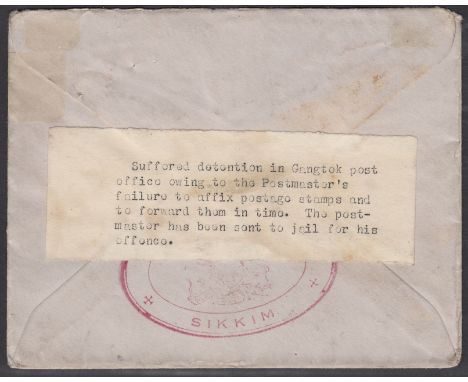 Suffered detention in Gangtok post
office owing to the Postmaster's
failure to affix postage stamps and
to forward them in time. The post-
master has been sent to jail for his
offence.
SIKKIM